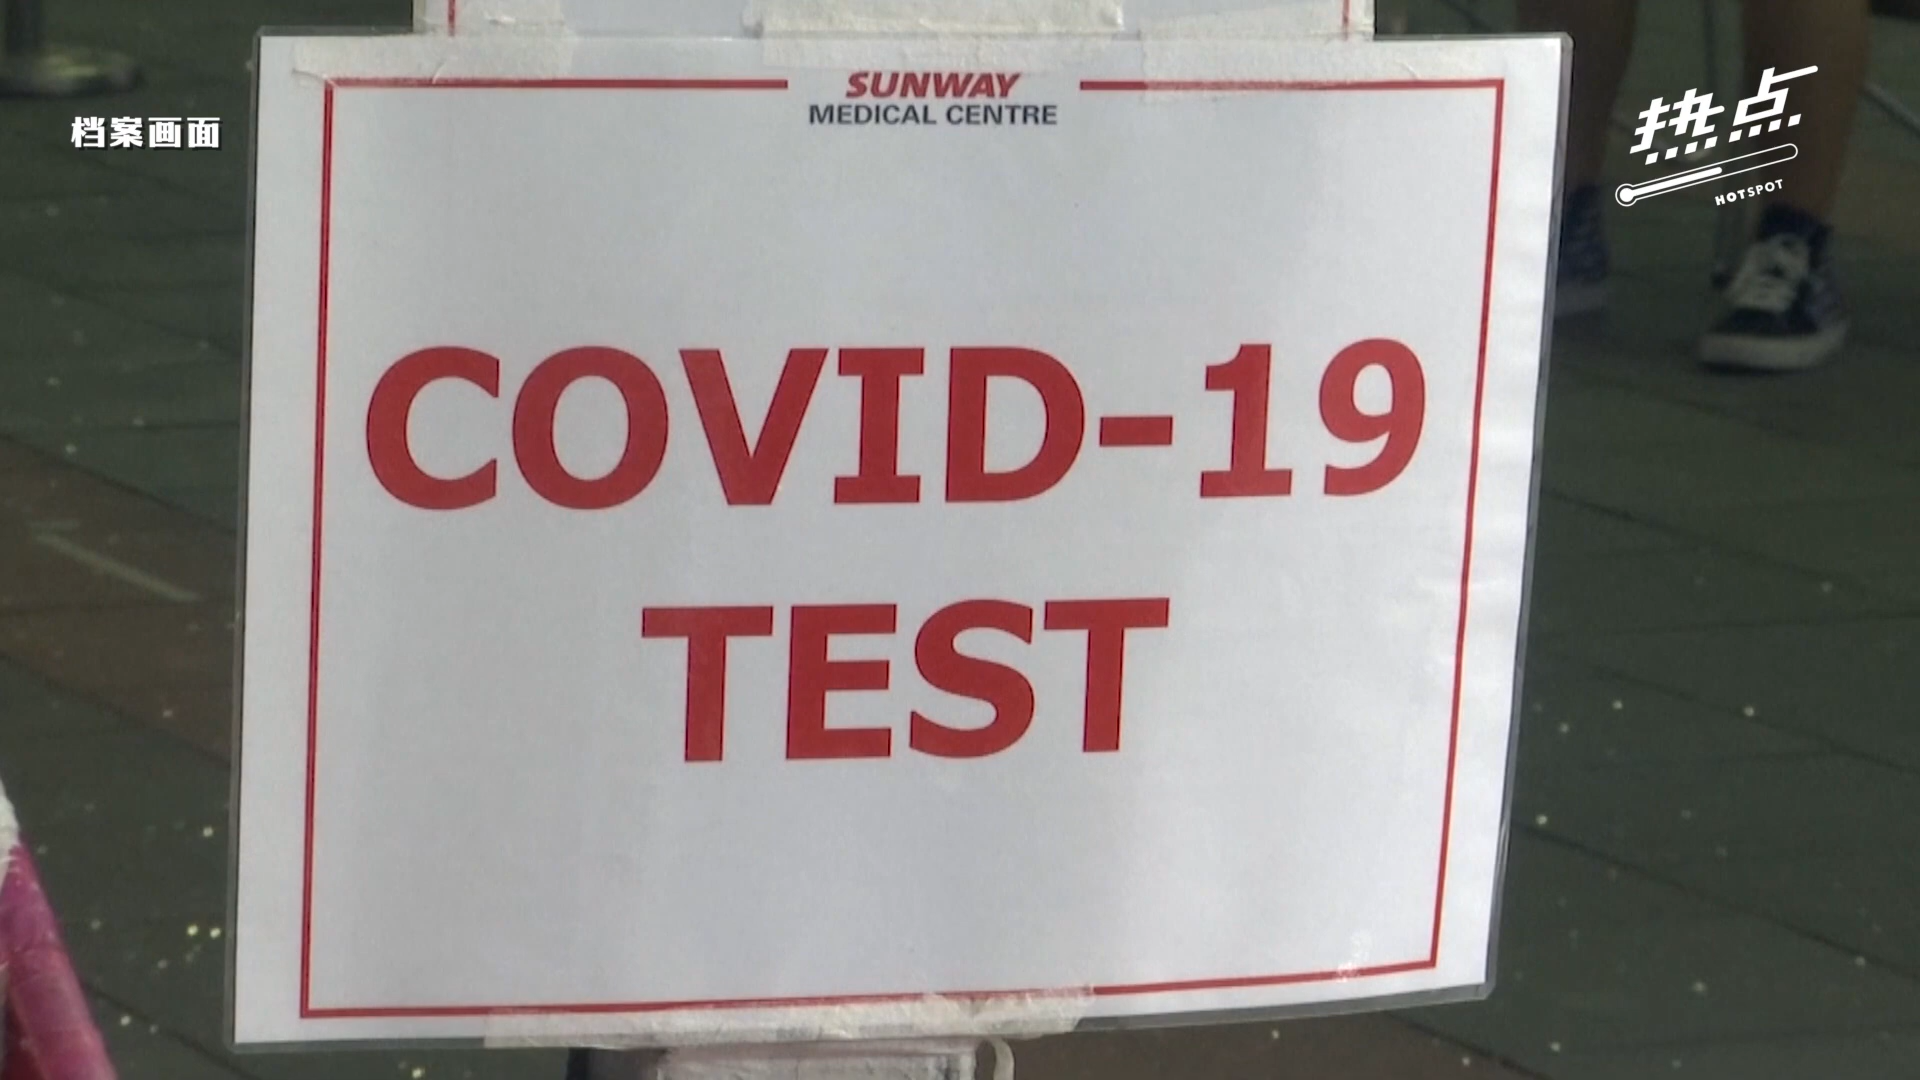 档案画面
热点
HOTSPOT
SUNWAY
MEDICAL CENTRE
COVID-19
TEST